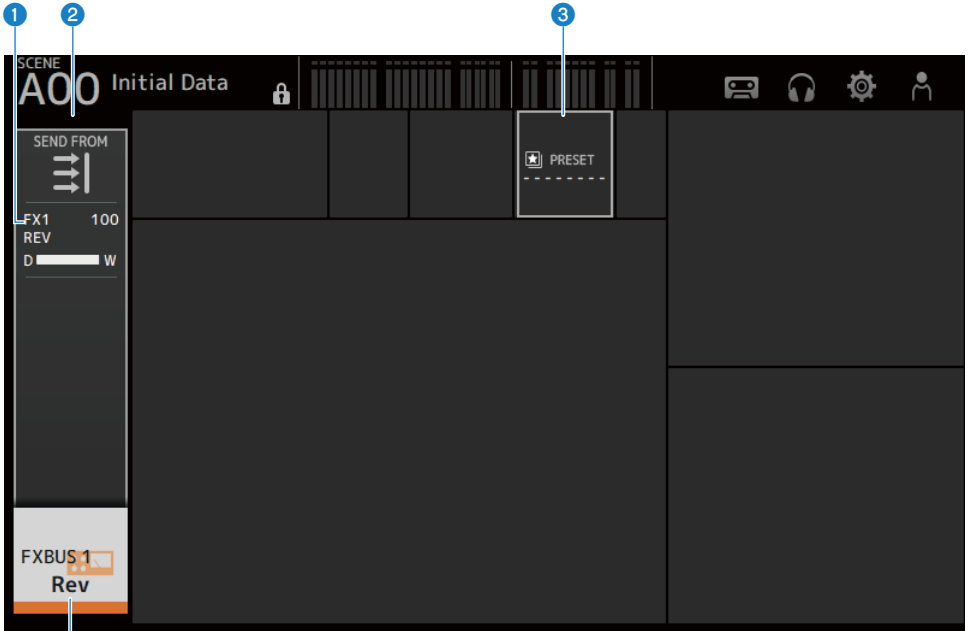 1 2 3
SCENE
A00 Initial Data
SEND FROM
PRESET
--------
FX1 100
REV
D W
FXBUS 1
Rev